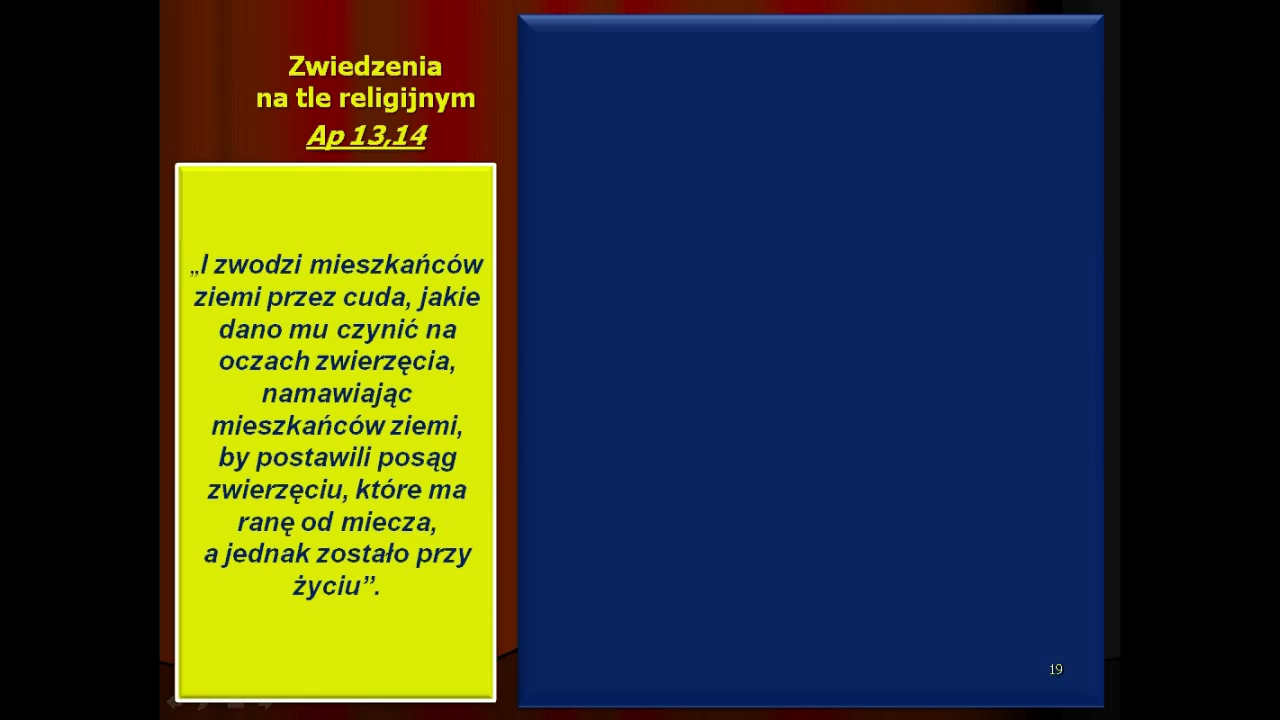 Zwiedzenia
na tle religijnym
Ap 13,14
„I zwodzi mieszkańców
ziemi przez cuda, jakie
dano mu czynić na
oczach zwierzęcia,
namawiając
mieszkańców ziemi,
by postawili posąg
zwierzęciu, które ma
ranę od miecza,
a jednak zostało przy
życiu”.
19